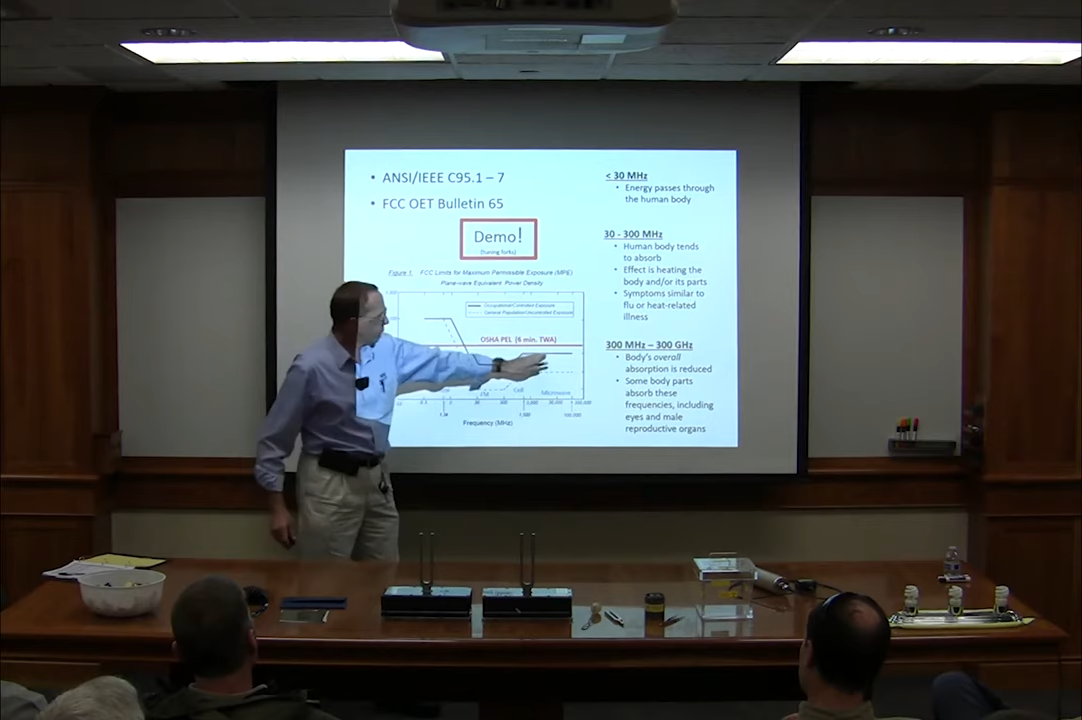 • ANSI/IEEE C95.1 – 7
• FCC OET Bulletin 65
Demo!
(tuning forks)
Figure 1. FCC Limits for Maximum Permissible Exposure (MPE)
Plane-wave Equivalent Power Density
Occupational/Controlled Exposure
General Population/Uncontrolled Exposure
OSHA PEL (6 min. TWA)
FM
Cell
Microwave
Frequency (MHz)
< 30 MHz
• Energy passes through
the human body
30 - 300 MHz
• Human body tends
to absorb
• Effect is heating the
body and/or its parts
• Symptoms similar to
flu or heat-related
illness
300 MHz – 300 GHz
• Body's overall
absorption is reduced
• Some body parts
absorb these
frequencies, including
eyes and male
reproductive organs